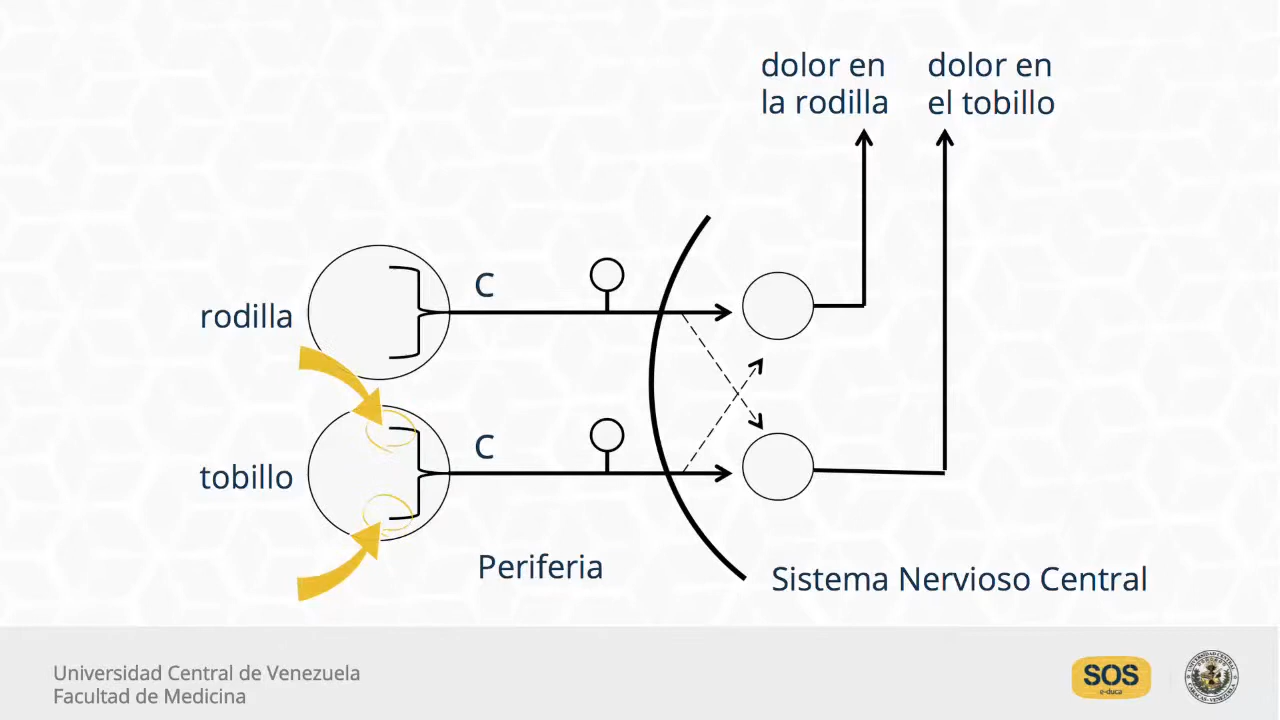 dolor en
la rodilla
dolor en
el tobillo
C
rodilla
C
tobillo
Periferia
Sistema Nervioso Central
Universidad Central de Venezuela
Facultad de Medicina
SOS
e-duca